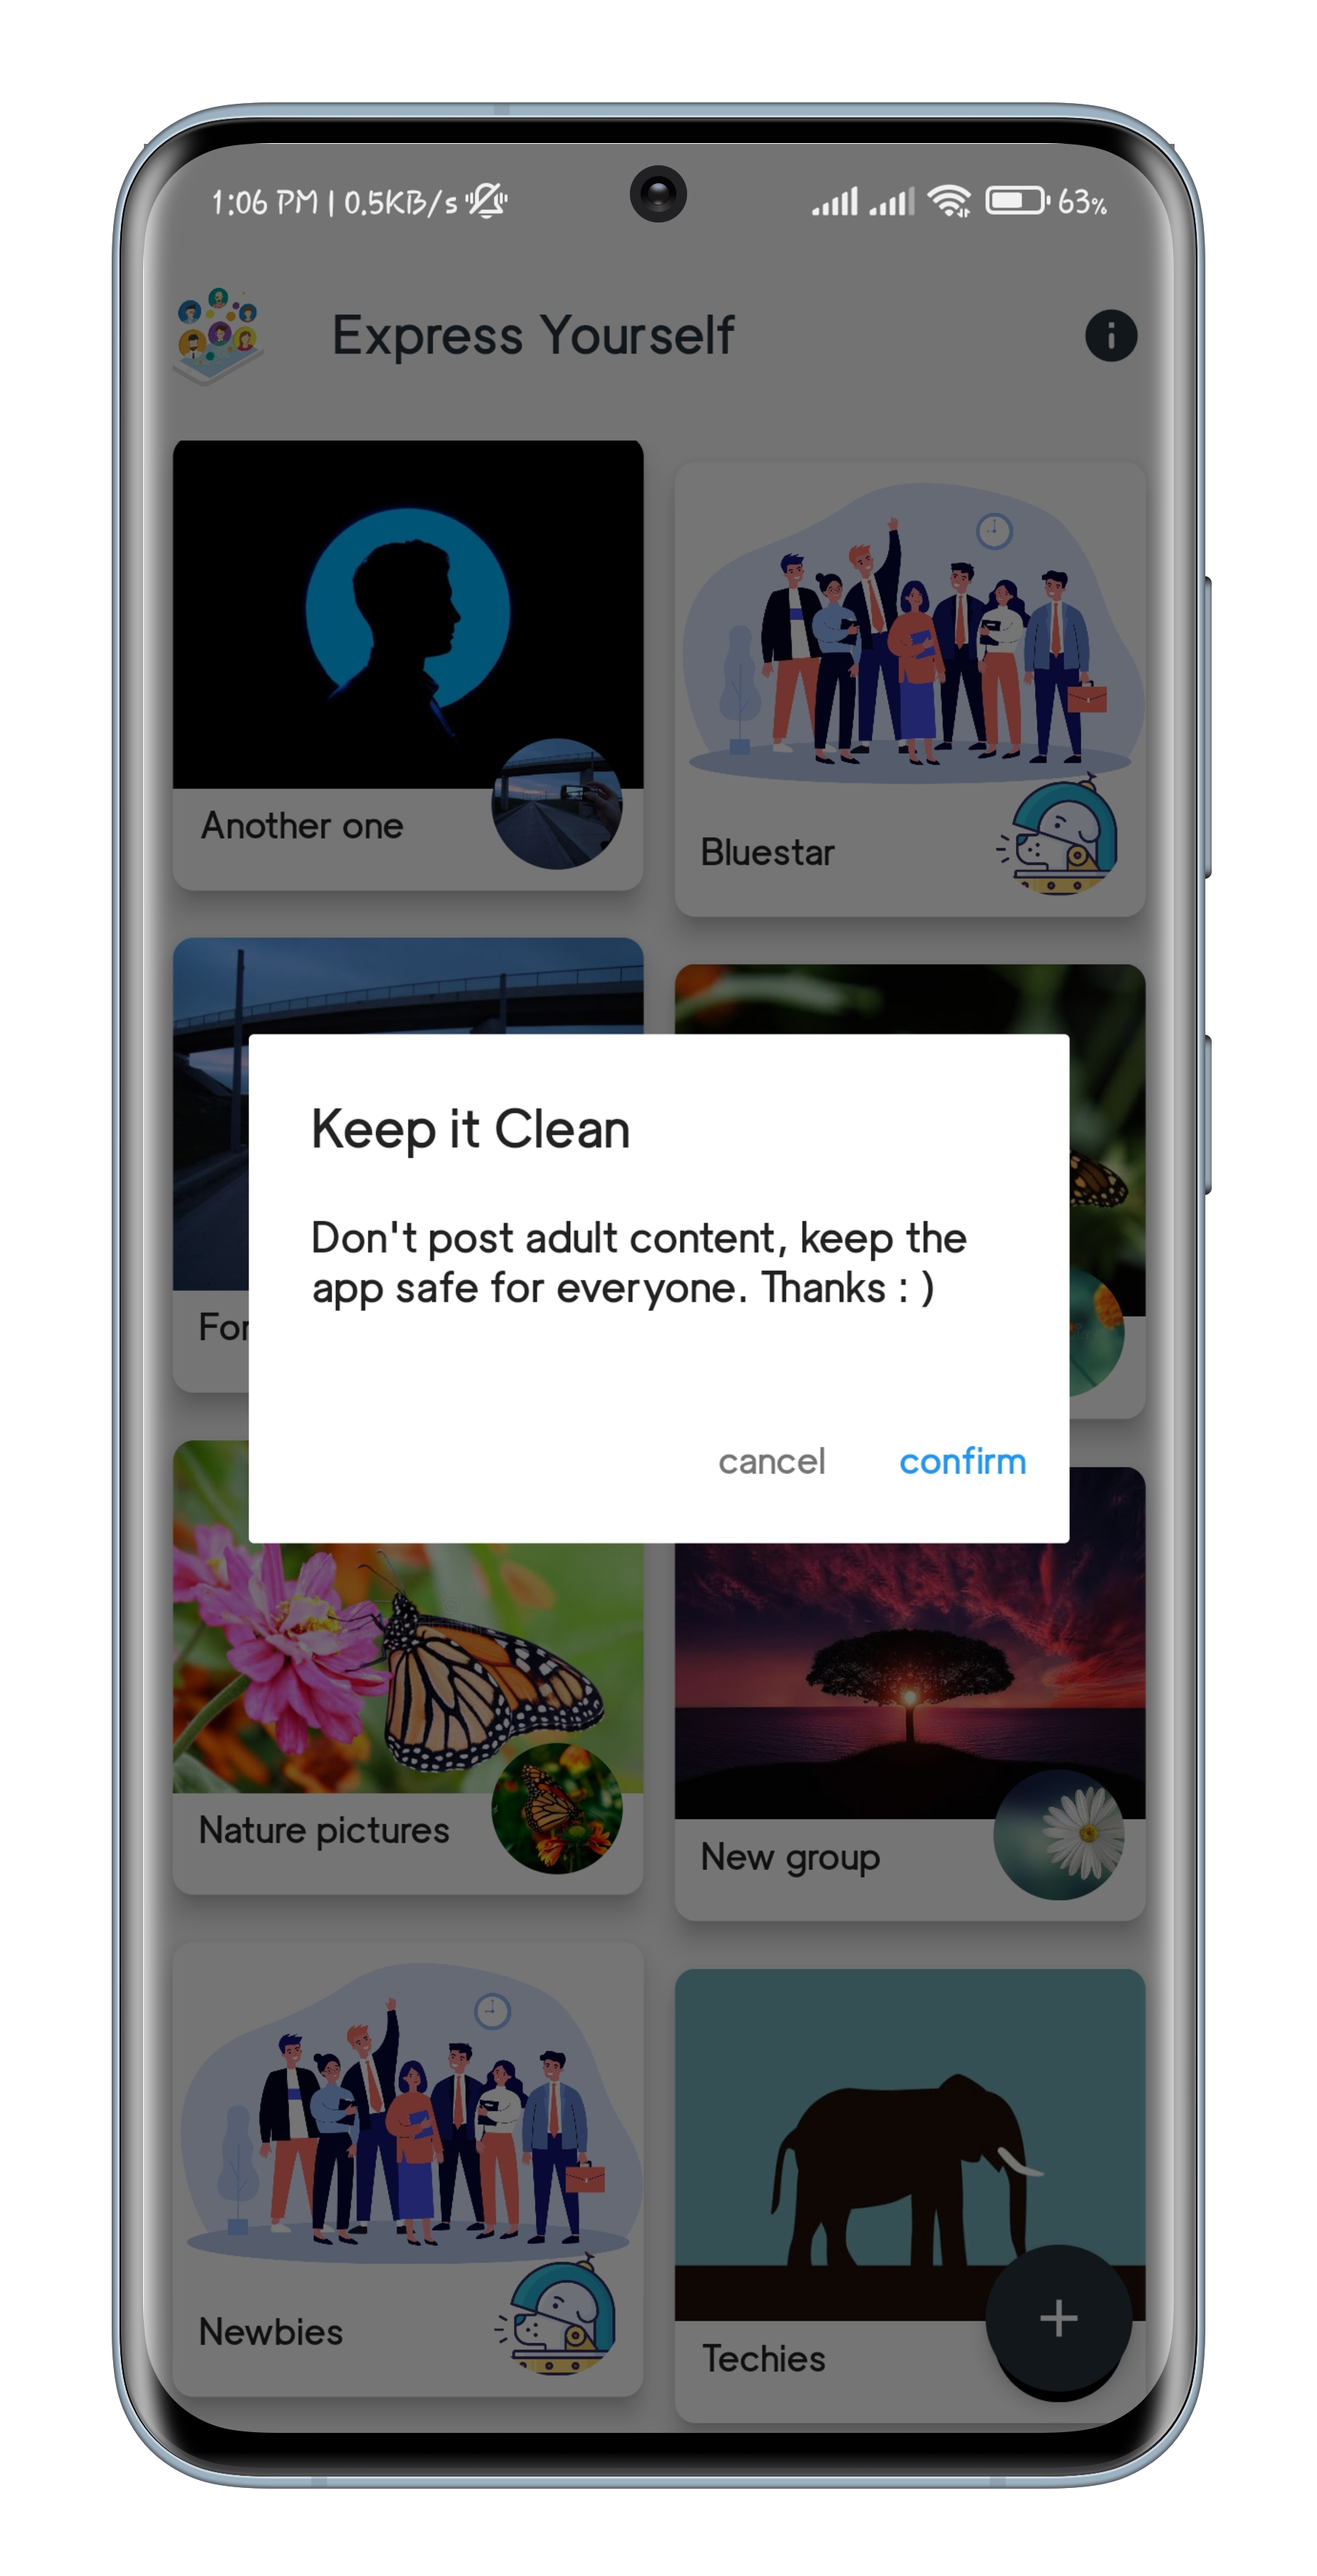 1:06 PM | 0.5KB/s
63%
Express Yourself
Another one
Bluestar
Keep it Clean
Don't post adult content, keep the
app safe for everyone. Thanks : )
cancel
confirm
Nature pictures
New group
Newbies
Techies